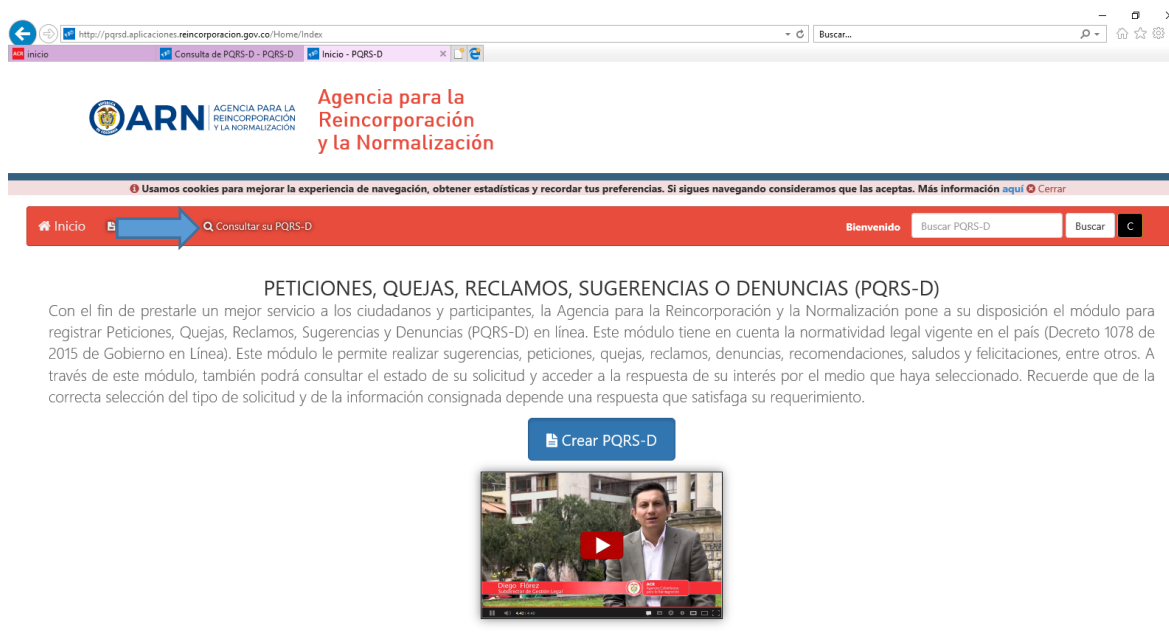 http://pqrsd.aplicaciones.reincorporacion.gov.co/Home/Index
Buscar...
inicio
Consulta de PQRS-D - PQRS-D
Inicio - PQRS-D
ARN
AGENCIA PARA LA
REINCORPORACIÓN
Y LA NORMALIZACIÓN
Agencia para la
Reincorporación
y la Normalización
Usamos cookies para mejorar la experiencia de navegación, obtener estadísticas y recordar tus preferencias. Si sigues navegando consideramos que las aceptas. Más información aquí Cerrar
Inicio
Consultar su PQRS-D
Bienvenido
Buscar PQRS-D
Buscar
C
PETICIONES, QUEJAS, RECLAMOS, SUGERENCIAS O DENUNCIAS (PQRS-D)
Con el fin de prestarle un mejor servicio a los ciudadanos y participantes, la Agencia para la Reincorporación y la Normalización pone a su disposición el módulo para
registrar Peticiones, Quejas, Reclamos, Sugerencias y Denuncias (PQRS-D) en línea. Este módulo tiene en cuenta la normatividad legal vigente en el país (Decreto 1078 de
2015 de Gobierno en Línea). Este módulo le permite realizar sugerencias, peticiones, quejas, reclamos, denuncias, recomendaciones, saludos y felicitaciones, entre otros. A
través de este módulo, también podrá consultar el estado de su solicitud y acceder a la respuesta de su interés por el medio que haya seleccionado. Recuerde que de la
correcta selección del tipo de solicitud y de la información consignada depende una respuesta que satisfaga su requerimiento.
Crear PQRS-D
Diego Flórez
Subdirector de Gestión Legal
ACR